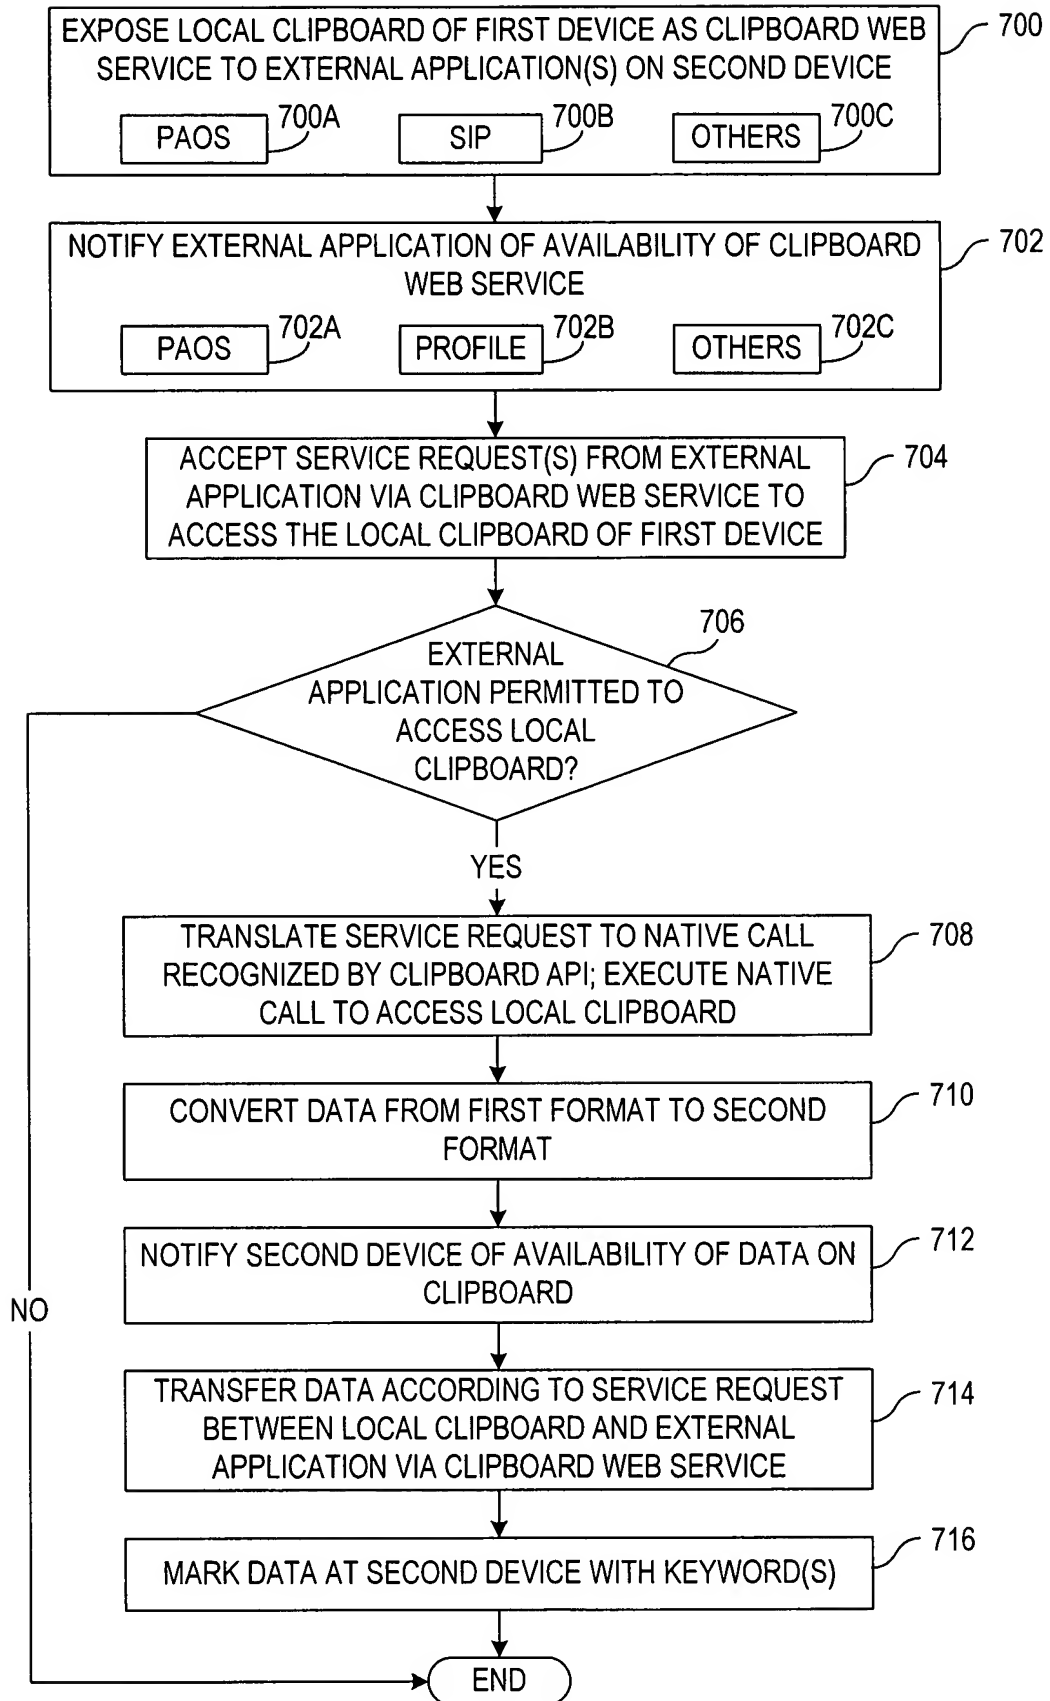 EXPOSE LOCAL CLIPBOARD OF FIRST DEVICE AS CLIPBOARD WEB
SERVICE TO EXTERNAL APPLICATION(S) ON SECOND DEVICE
700
PAOS
700A
SIP
700B
OTHERS
700C
NOTIFY EXTERNAL APPLICATION OF AVAILABILITY OF CLIPBOARD
WEB SERVICE
702
PAOS
702A
PROFILE
702B
OTHERS
702C
ACCEPT SERVICE REQUEST(S) FROM EXTERNAL
APPLICATION VIA CLIPBOARD WEB SERVICE TO
ACCESS THE LOCAL CLIPBOARD OF FIRST DEVICE
704
EXTERNAL
APPLICATION PERMITTED TO
ACCESS LOCAL
CLIPBOARD?
706
YES
TRANSLATE SERVICE REQUEST TO NATIVE CALL
RECOGNIZED BY CLIPBOARD API; EXECUTE NATIVE
CALL TO ACCESS LOCAL CLIPBOARD
708
CONVERT DATA FROM FIRST FORMAT TO SECOND
FORMAT
710
NOTIFY SECOND DEVICE OF AVAILABILITY OF DATA ON
CLIPBOARD
712
NO
TRANSFER DATA ACCORDING TO SERVICE REQUEST
BETWEEN LOCAL CLIPBOARD AND EXTERNAL
APPLICATION VIA CLIPBOARD WEB SERVICE
714
MARK DATA AT SECOND DEVICE WITH KEYWORD(S)
716
END